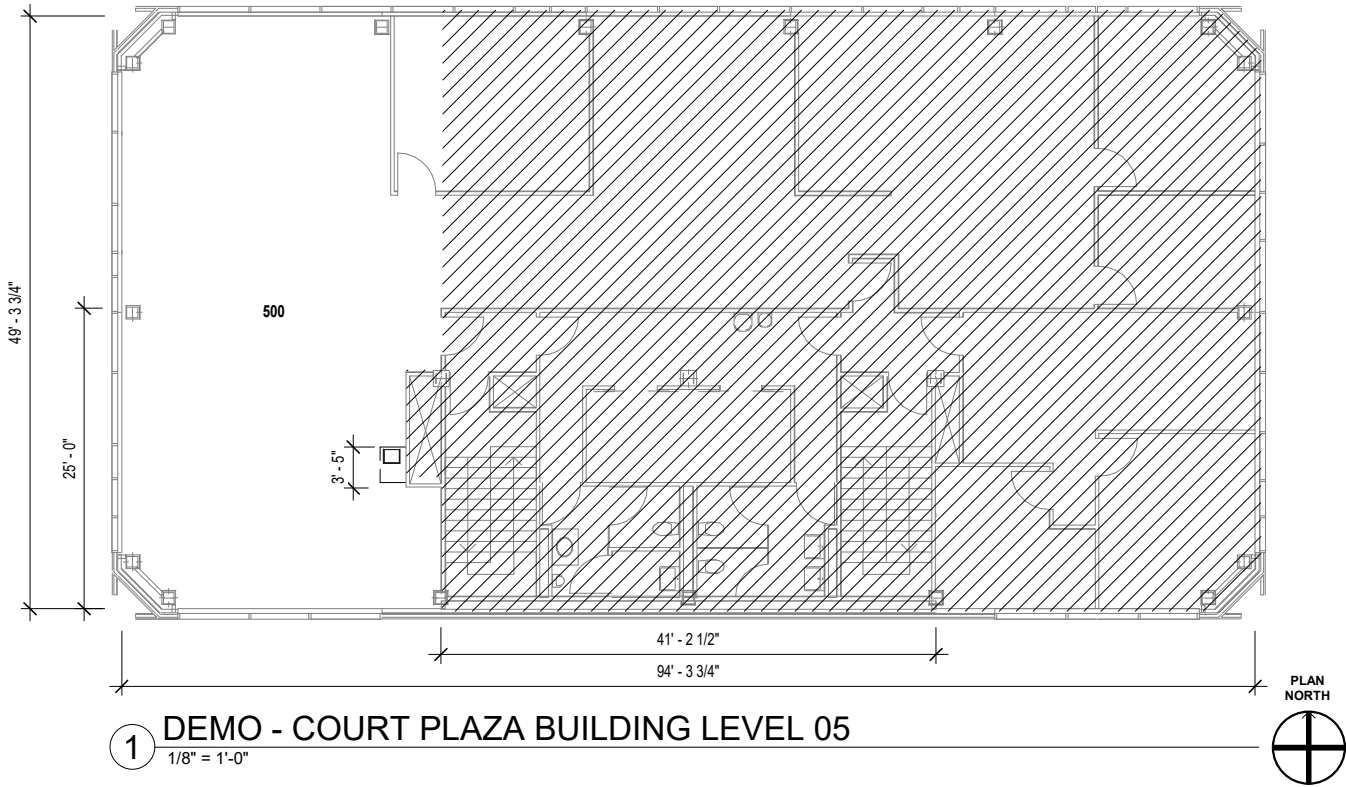 49' - 3 3/4"
25' - 0"
500
3' - 5"
41' - 2 1/2"
94' - 3 3/4"
PLAN
NORTH
1
DEMO - COURT PLAZA BUILDING LEVEL 05
1/8" = 1'-0"